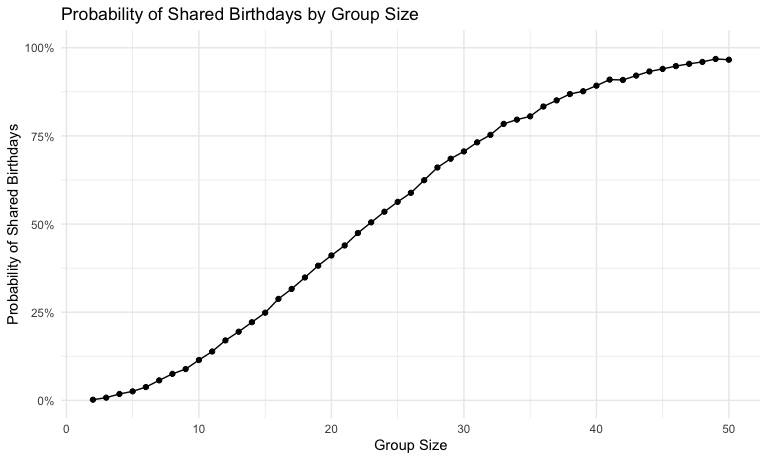 Probability of Shared Birthdays by Group Size
100%
75%
50%
25%
0%
Probability of Shared Birthdays
0 10 20 30 40 50
Group Size